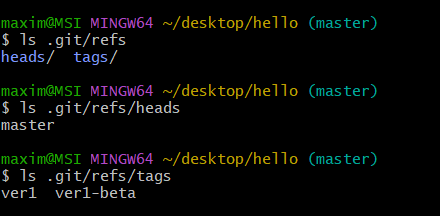 maxim@MSI MINGW64 ~/desktop/hello (master)
$ ls .git/refs
heads/  tags/
maxim@MSI MINGW64 ~/desktop/hello (master)
$ ls .git/refs/heads
master
maxim@MSI MINGW64 ~/desktop/hello (master)
$ ls .git/refs/tags
ver1  ver1-beta